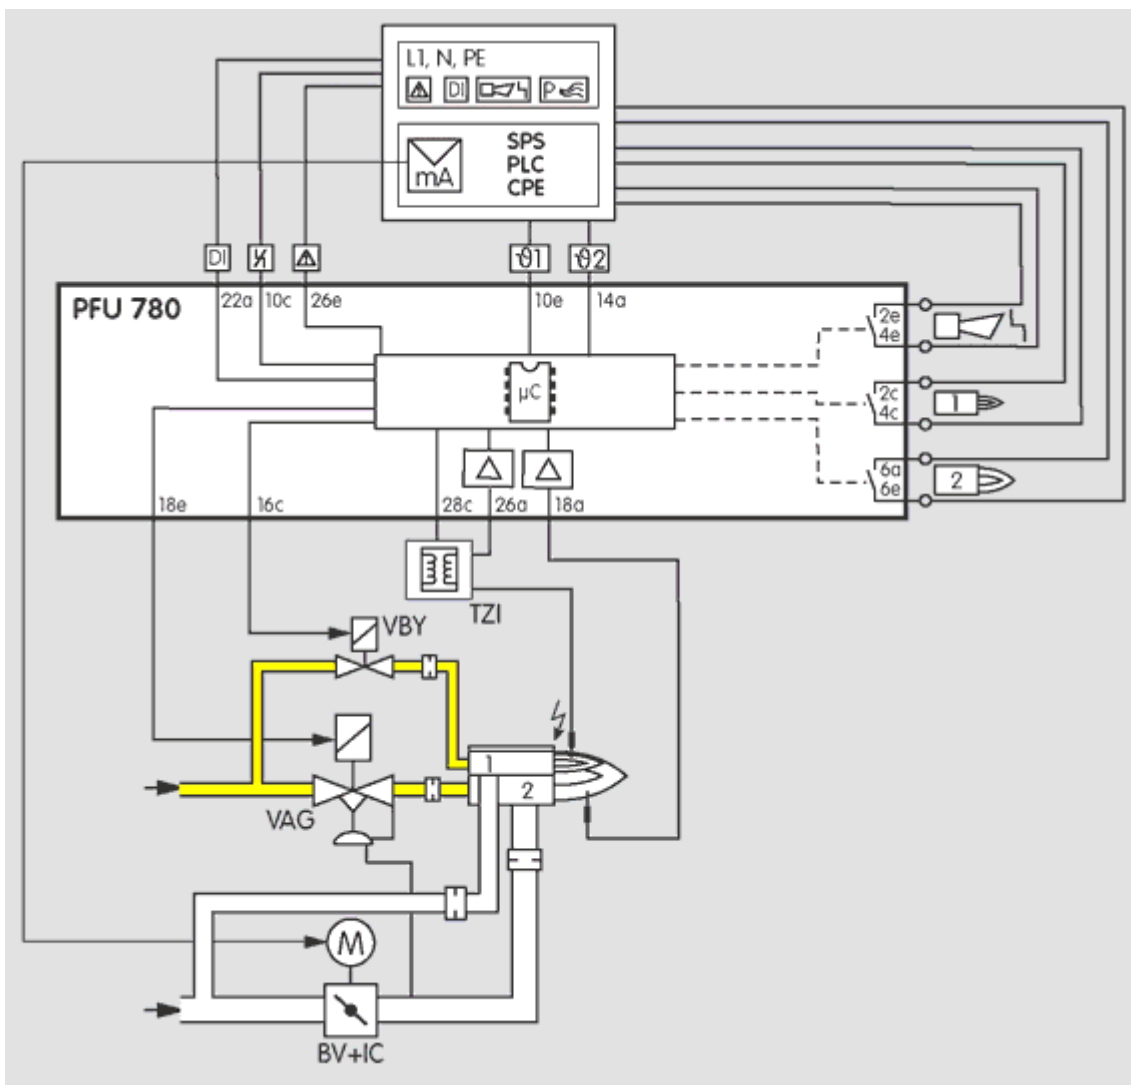 L1, N, PE
DI
P
mA
SPS
PLC
CPE
DI
ϑ1
ϑ2
PFU 780
22a
10c
26e
10e
14a
2e
4e
µC
2c
4c
1
6a
6e
2
18e
16c
28c
26a
18a
TZI
VBY
1
2
VAG
M
BV+IC